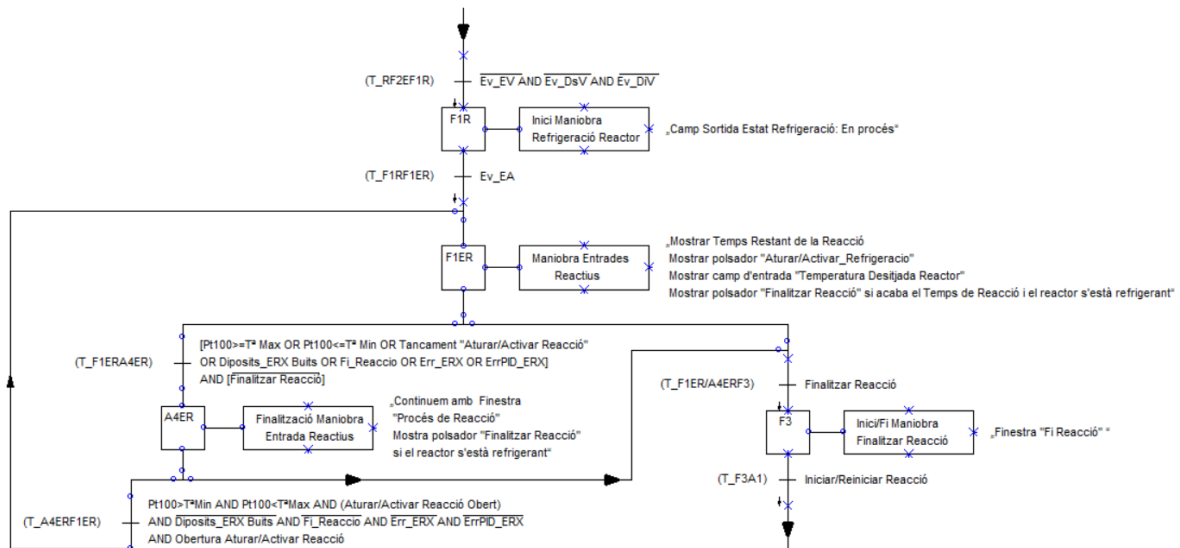 (T_RF2EF1R)
Ev_EV AND Ev_DsV AND Ev_DiV
F1R
Inici Maniobra
Refrigeració Reactor
„Camp Sortida Estat Refrigeració: En procés“
(T_F1RF1ER)
Ev_EA
F1ER
Maniobra Entrades
Reactius
„Mostrar Temps Restant de la Reacció
Mostrar polsador "Aturar/Activar_Refrigeracio"
Mostrar camp d'entrada "Temperatura Desitjada Reactor"
Mostrar polsador "Finalitzar Reacció" si acaba el Temps de Reacció i el reactor s'està refrigerant“
(T_F1ERA4ER)
[Pt100>=Tª Max OR Pt100<=Tª Min OR Tancament "Aturar/Activar Reacció"
OR Diposits_ERX Buits OR Fi_Reaccio OR Err_ERX OR ErrPID_ERX]
AND [Finalitzar Reacció]
A4ER
Finalització Maniobra
Entrada Reactius
„Continuem amb Finestra
"Procés de Reacció"
Mostra polsador "Finalitzar Reacció"
si el reactor s'està refrigerant“
(T_F1ER/A4ERF3)
Finalitzar Reacció
F3
Inici/Fi Maniobra
Finalitzar Reacció
„Finestra "Fi Reacció" “
(T_F3A1)
Iniciar/Reiniciar Reacció
(T_A4ERF1ER)
Pt100>TªMin AND Pt100<TªMax AND (Aturar/Activar Reacció Obert)
AND Diposits_ERX Buits AND Fi_Reaccio AND Err_ERX AND ErrPID_ERX
AND Obertura Aturar/Activar Reacció